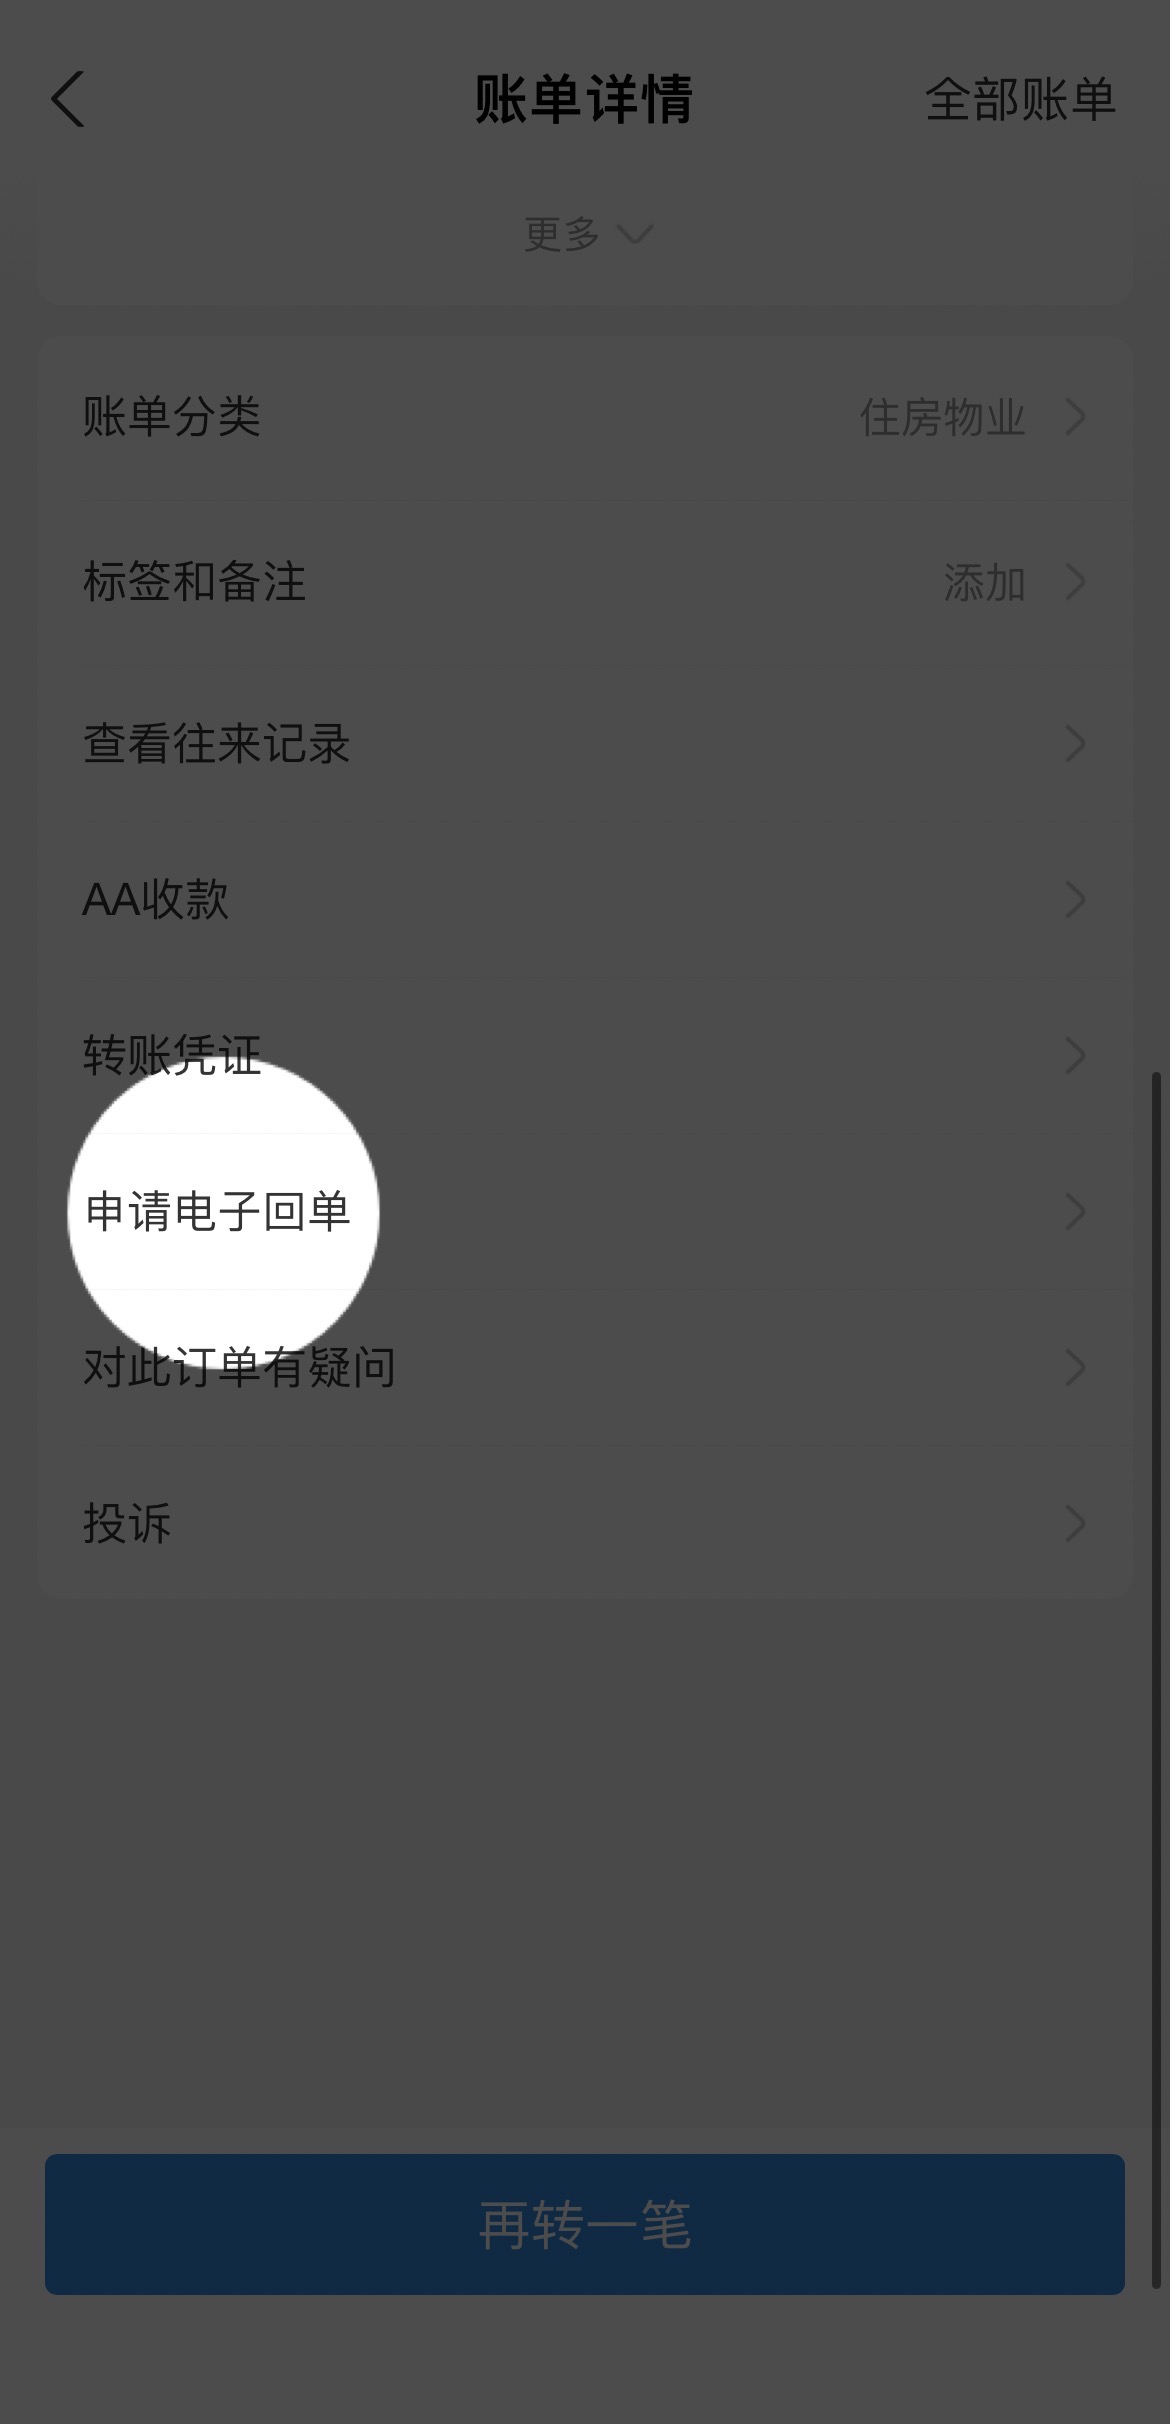 账单详情
全部账单
更多
账单分类
住房物业
标签和备注
添加
查看往来记录
AA收款
转账凭证
申请电子回单
对此订单有疑问
投诉
再转一笔